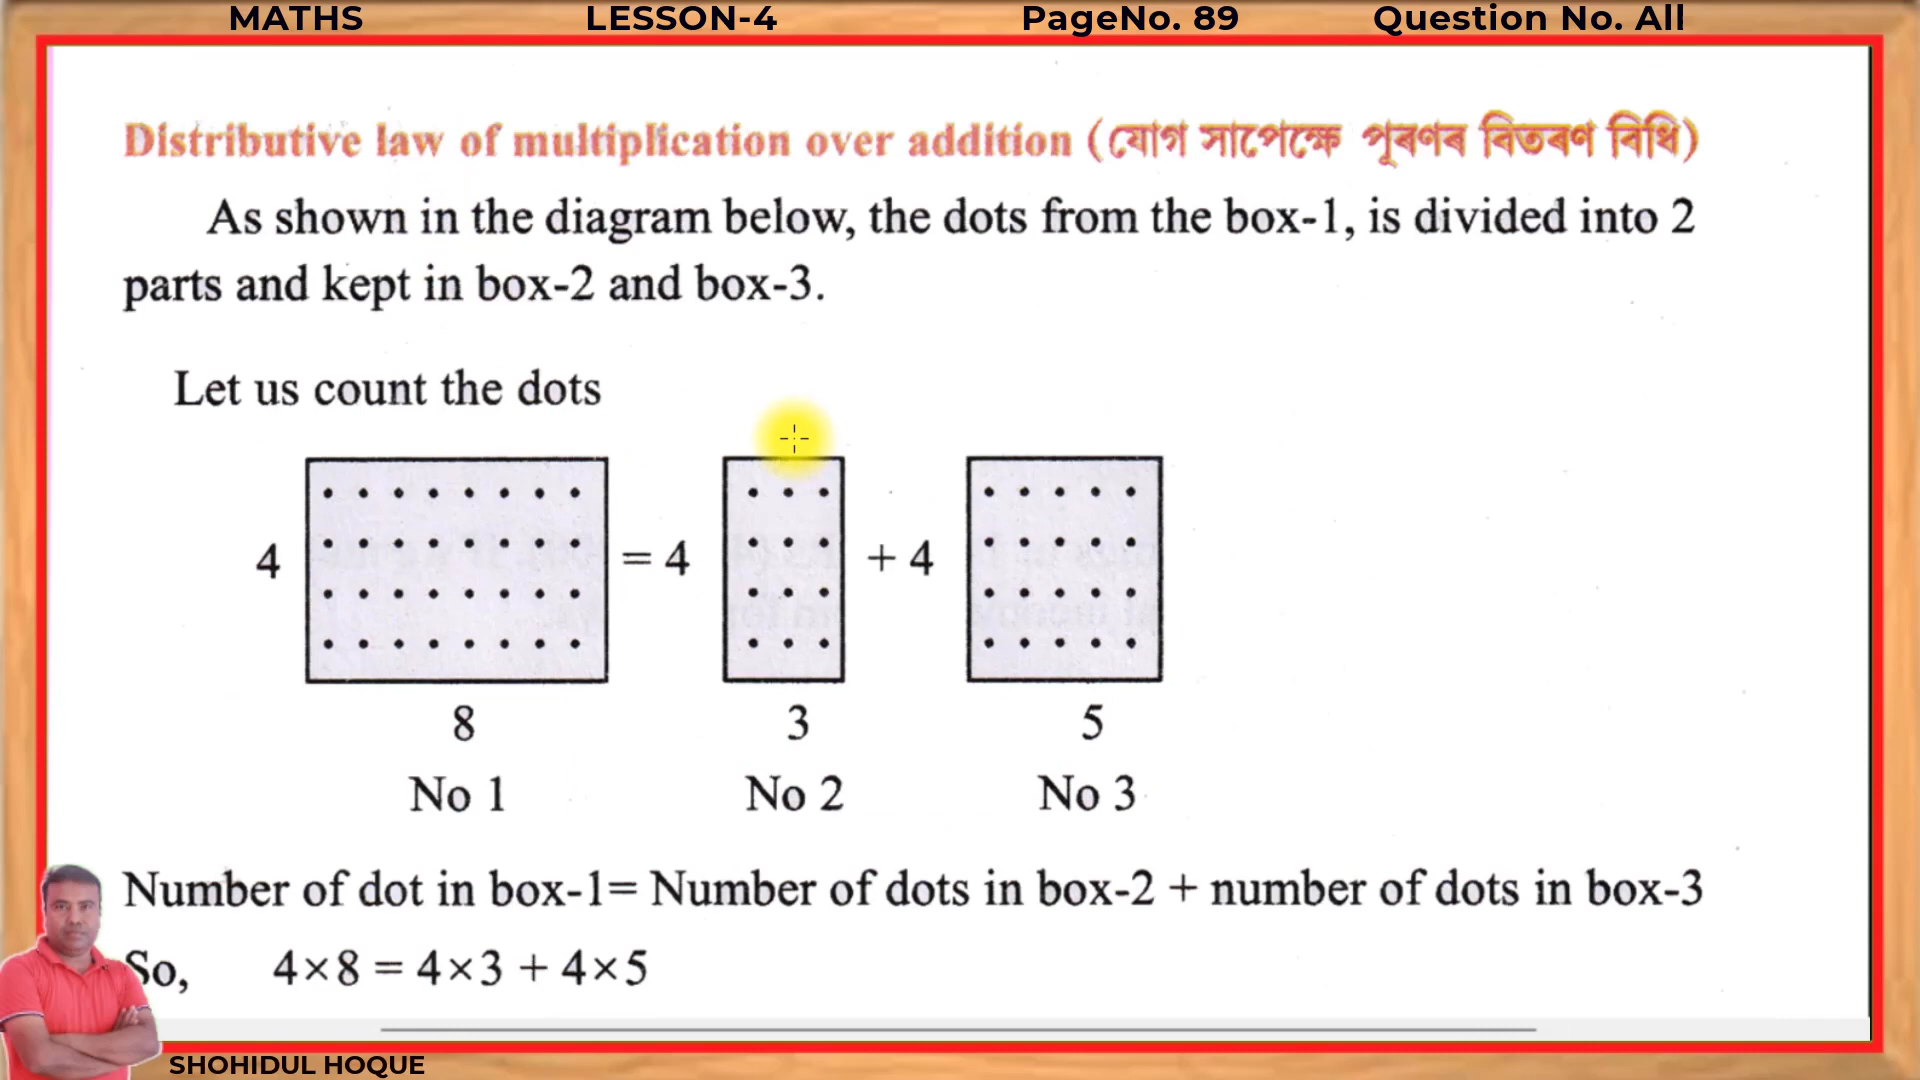 MATHS LESSON-4 PageNo. 89 Question No. All
Distributive law of multiplication over addition (যোগ সাপেক্ষে পূৰণৰ বিতৰণ বিধি)
As shown in the diagram below, the dots from the box-1, is divided into 2
parts and kept in box-2 and box-3.
Let us count the dots
4 = 4 + 4
8 3 5
No 1 No 2 No 3
Number of dot in box-1= Number of dots in box-2 + number of dots in box-3
So, 4×8 = 4×3 + 4×5
SHOHIDUL HOQUE